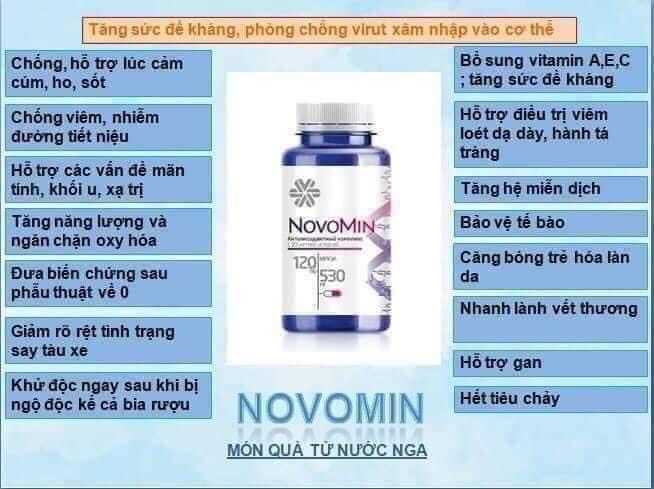 Tăng sức đề kháng, phòng chống virut xâm nhập vào cơ thể
Chống, hỗ trợ lúc cảm
cúm, ho, sốt
Chống viêm, nhiễm
đường tiết niệu
Hỗ trợ các vấn đề mãn
tính, khối u, xạ trị
Tăng năng lượng và
ngăn chặn oxy hóa
Đưa biến chứng sau
phẫu thuật về 0
Giảm rõ rệt tình trạng
say tàu xe
Khử độc ngay sau khi bị
ngộ độc kể cả bia rượu
NOVOMIN
120
530
Bổ sung vitamin A,E,C
; tăng sức đề kháng
Hỗ trợ điều trị viêm
loét dạ dày, hành tá
tràng
Tăng hệ miễn dịch
Bảo vệ tế bào
Căng bóng trẻ hóa làn
da
Nhanh lành vết thương
Hỗ trợ gan
Hết tiêu chảy
NOVOMIN
MÓN QUÀ TỪ NƯỚC NGA